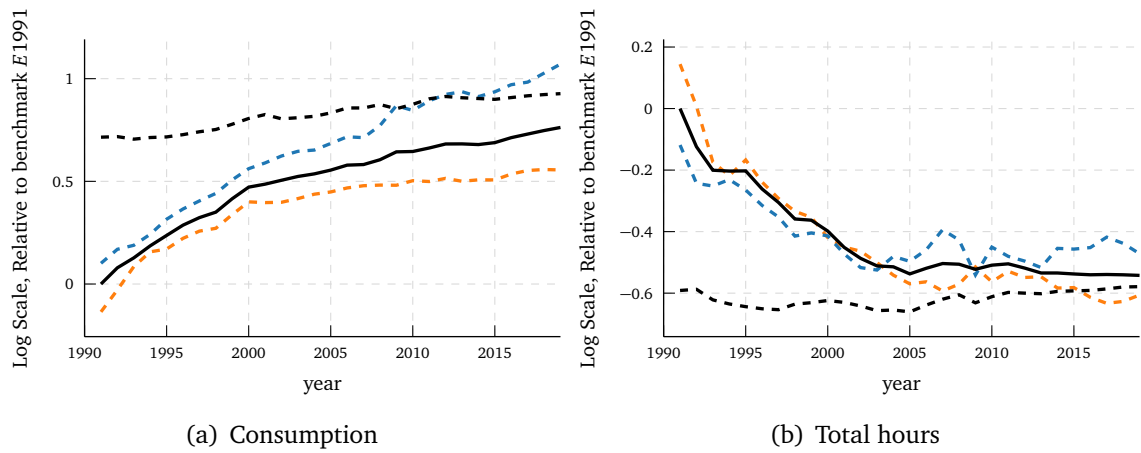 Log Scale, Relative to benchmark E1991
1
0.5
0
1990 1995 2000 2005 2010 2015
year
(a) Consumption
Log Scale, Relative to benchmark E1991
0.2
0
−0.2
−0.4
−0.6
1990 1995 2000 2005 2010 2015
year
(b) Total hours